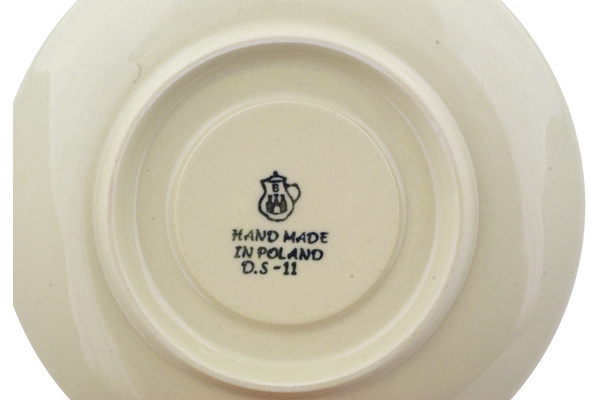 B
HAND MADE
IN POLAND
D.S-11